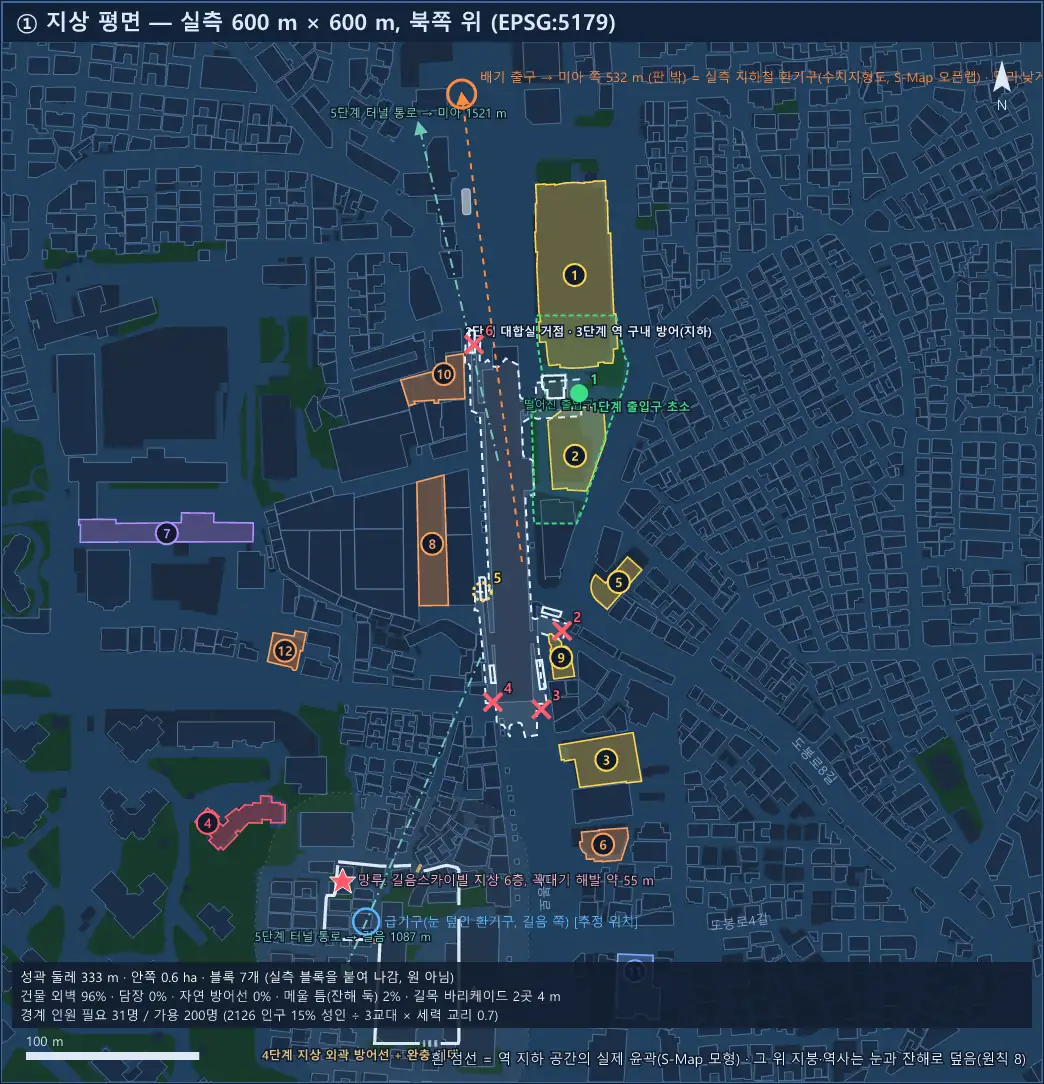 ① 지상 평면 — 실측 600 m × 600 m, 북쪽 위 (EPSG:5179)
배기 출구 → 미아 쪽 532 m (판 밖) = 실측 지하철 환기구(수치지형도, S-Map 오픈랩) ·
N
5단계 터널 통로 → 미아 1521 m
1
6
대합실 거점 · 3단계 역 구내 방어(지하)
10
1
떨어진 출입구
1단계 출입구 초소
2
7
8
5
5
2
12
9
4
3
3
도봉로8길
4
6
망루, 길음스카이빌 지상 6층, 꼭대기 해발 약 55 m
급기구(눈 덮인 환기구, 길음 쪽) [추정 위치]
도봉로4길
5단계 터널 통로 → 길음 1087 m
11
성곽 둘레 333 m · 안쪽 0.6 ha · 블록 7개 (실측 블록을 붙여 나감, 원 아님)
건물 외벽 96% · 담장 0% · 자연 방어선 0% · 메울 틈(잔해 둑) 2% · 길목 바리케이드 2곳 4 m
경계 인원 필요 31명 / 가용 200명 (2126 인구 15% 성인 ÷ 3교대 × 세력 교리 0.7)
100 m
4단계 지상 외곽 방어선 + 완충
흰 점선 = 역 지하 공간의 실제 윤곽(S-Map 모형) · 그 위 지붕·역사는 눈과 잔해로 덮음(원칙 8)